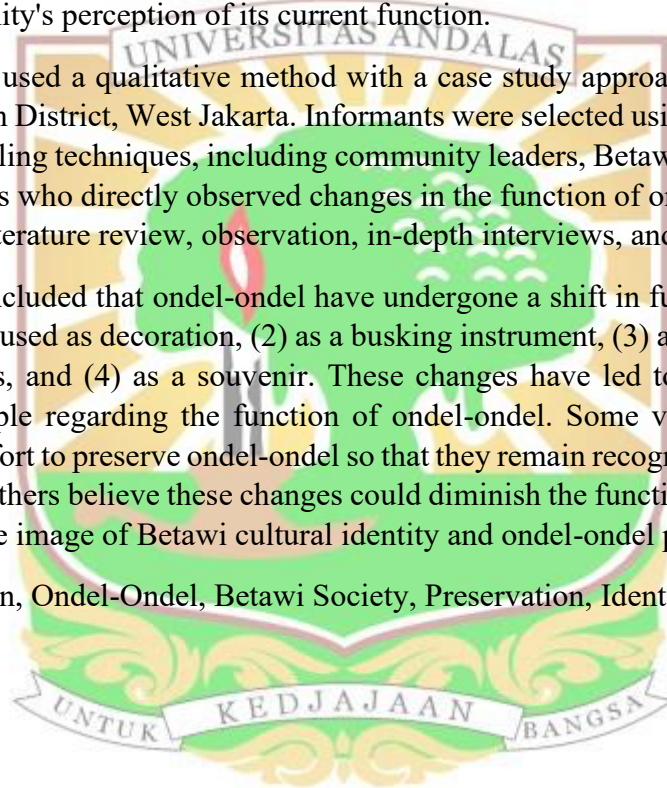 ity's perception of its current function.
UNIVERSITAS ANDALAS
used a qualitative method with a case study approa
n District, West Jakarta. Informants were selected usi
ling techniques, including community leaders, Betaw
s who directly observed changes in the function of o
terature review, observation, in-depth interviews, and
cluded that ondel-ondel have undergone a shift in fu
used as decoration, (2) as a busking instrument, (3) a
s, and (4) as a souvenir. These changes have led to
ple regarding the function of ondel-ondel. Some v
fort to preserve ondel-ondel so that they remain recogn
thers believe these changes could diminish the functi
e image of Betawi cultural identity and ondel-ondel p
n, Ondel-Ondel, Betawi Society, Preservation, Ident
UNTUK KEDJAJAAN BANGSA